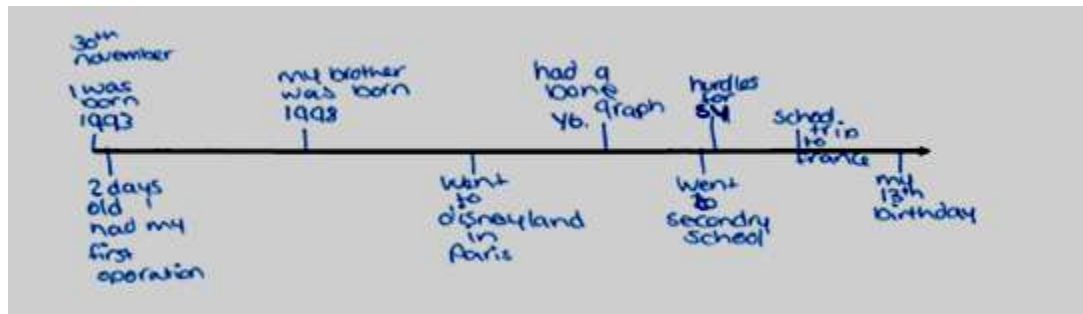 30th
november
I was
born
1993
2 days
old
had my
first
operation
my brother
was born
1998
went
to
disneyland
in
Paris
had a
bone
graph
Y6.
went
to
secondry
school
hurdles
for
school
trip
to
france
my
13th
birthday